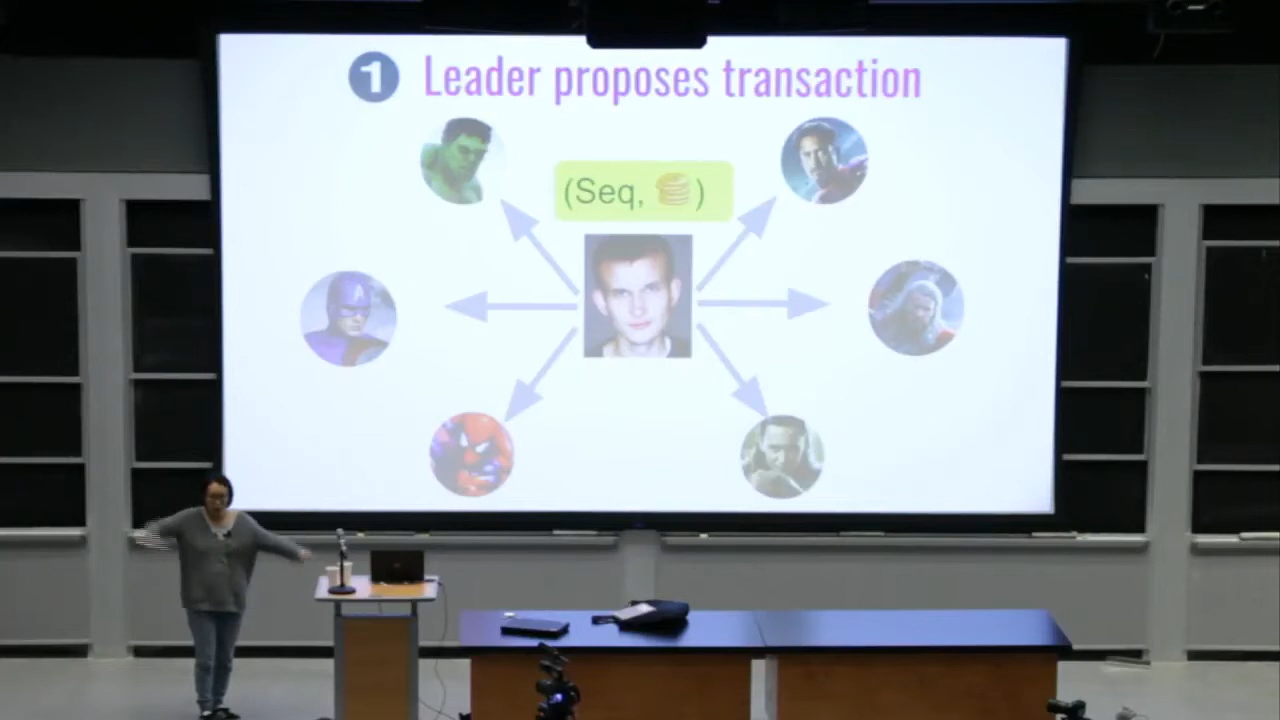 1 Leader proposes transaction
(Seq, )